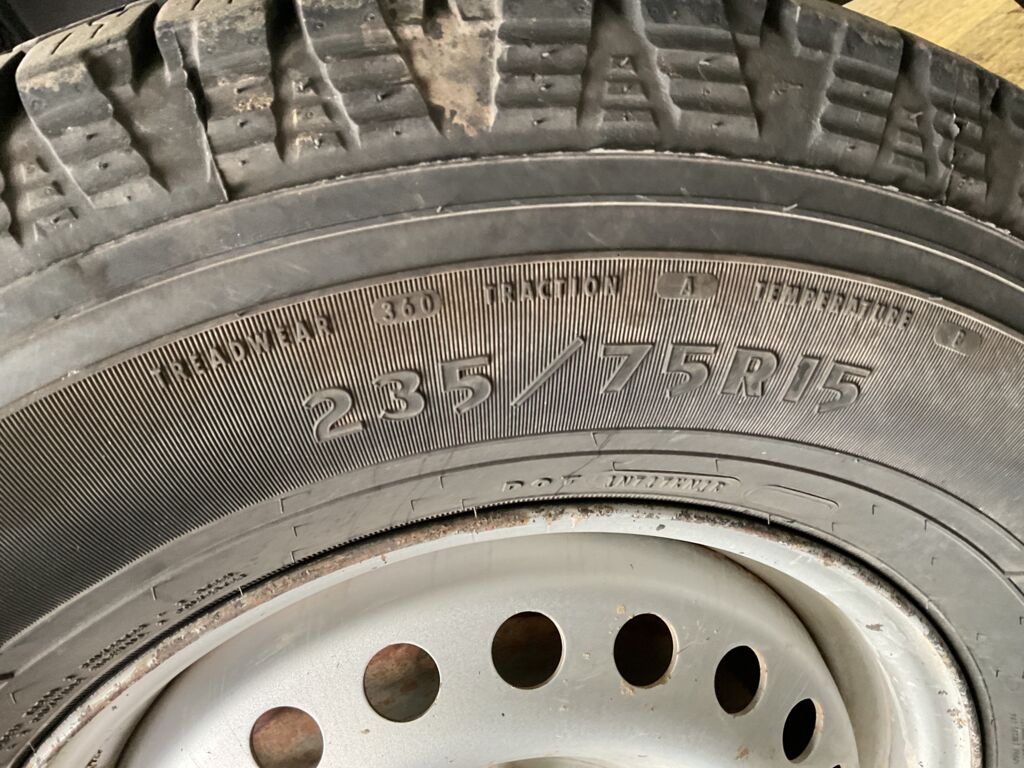 TREADWEAR 360 TRACTION A TEMPERATURE B
235/75R15
DOT